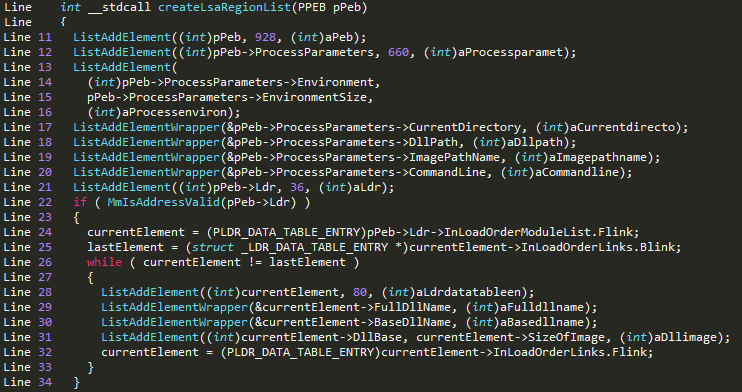 Line    int __stdcall createLsaRegionList(PPEB pPeb)
Line    {
Line 11   ListAddElement((int)pPeb, 928, (int)aPeb);
Line 12   ListAddElement((int)pPeb->ProcessParameters, 660, (int)aProcessparamet);
Line 13   ListAddElement(
Line 14     (int)pPeb->ProcessParameters->Environment,
Line 15     pPeb->ProcessParameters->EnvironmentSize,
Line 16     (int)aProcessenviron);
Line 17   ListAddElementWrapper(&pPeb->ProcessParameters->CurrentDirectory, (int)aCurrentdirecto);
Line 18   ListAddElementWrapper(&pPeb->ProcessParameters->DllPath, (int)aDllpath);
Line 19   ListAddElementWrapper(&pPeb->ProcessParameters->ImagePathName, (int)aImagepathname);
Line 20   ListAddElementWrapper(&pPeb->ProcessParameters->CommandLine, (int)aCommandline);
Line 21   ListAddElement((int)pPeb->Ldr, 36, (int)aLdr);
Line 22   if ( MmIsAddressValid(pPeb->Ldr) )
Line 23   {
Line 24     currentElement = (PLDR_DATA_TABLE_ENTRY)pPeb->Ldr->InLoadOrderModuleList.Flink;
Line 25     lastElement = (struct _LDR_DATA_TABLE_ENTRY *)currentElement->InLoadOrderLinks.Blink;
Line 26     while ( currentElement != lastElement )
Line 27     {
Line 28       ListAddElement((int)currentElement, 80, (int)aLdrdatatableen);
Line 29       ListAddElementWrapper(&currentElement->FullDllName, (int)aFulldllname);
Line 30       ListAddElementWrapper(&currentElement->BaseDllName, (int)aBasedllname);
Line 31       ListAddElement((int)currentElement->DllBase, currentElement->SizeOfImage, (int)aDllimage);
Line 32       currentElement = (PLDR_DATA_TABLE_ENTRY)currentElement->InLoadOrderLinks.Flink;
Line 33     }
Line 34   }